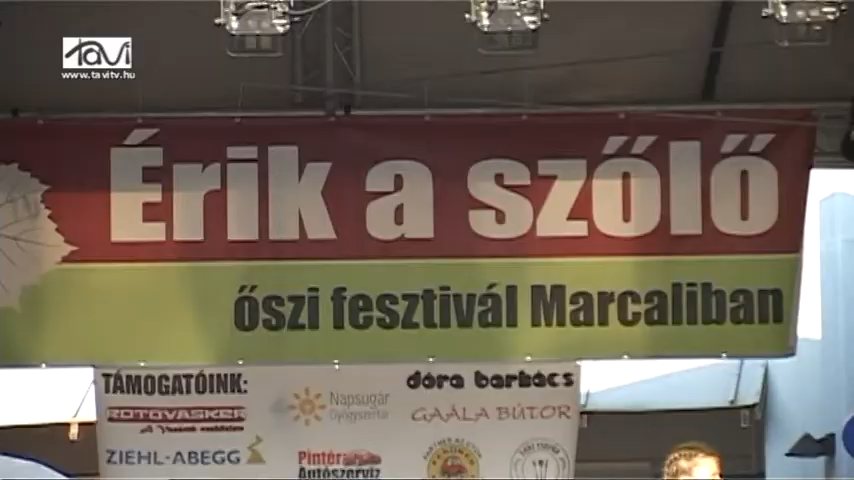 tavi
www.tavitv.hu
Érik a szőlő
őszi fesztivál Marcaliban
TÁMOGATÓINK:
ROTOVASKER
Napsugár
Gyógyszertár
dóra barkács
GAÁLA BÚTOR
ZIEHL-ABEGG
Autószerviz